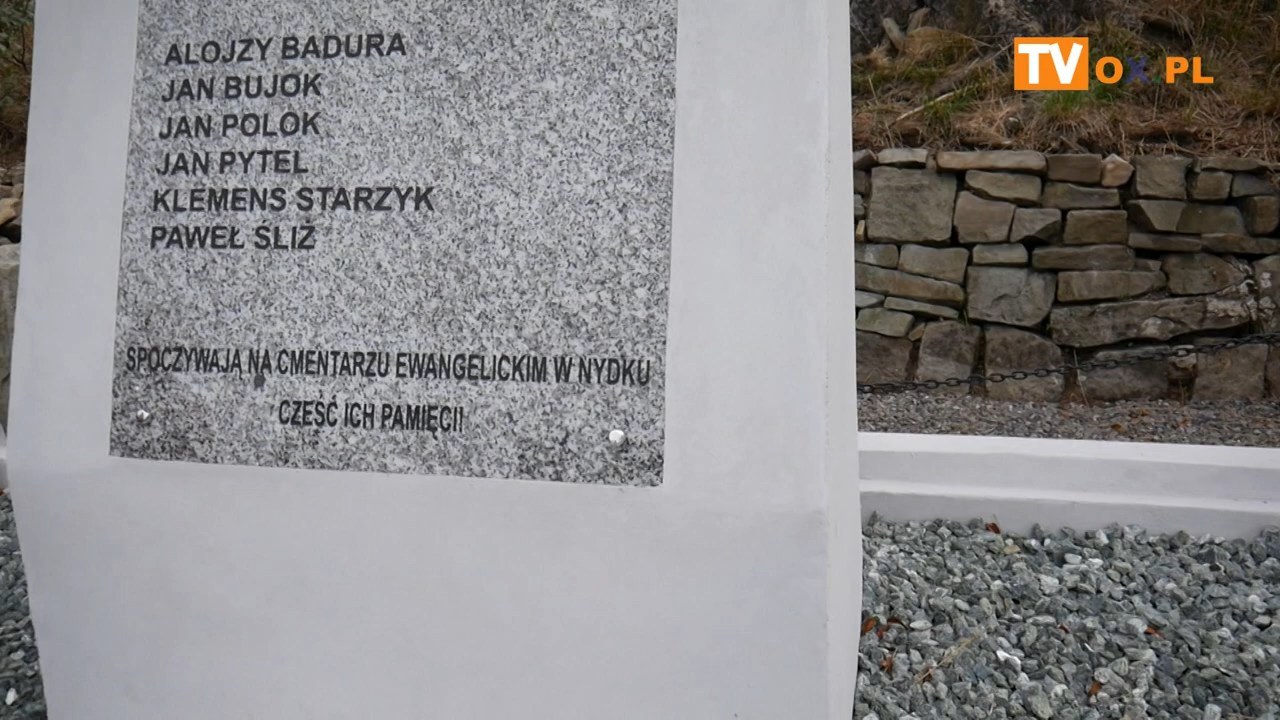 TVOX.PL
ALOJZY BADURA
JAN BUJOK
JAN POLOK
JAN PYTEL
KLEMENS STARZYK
PAWEŁ ŚLIŻ
SPOCZYWAJĄ NA CMENTARZU EWANGELICKIM W NYDKU
CZEŚĆ ICH PAMIĘCI!